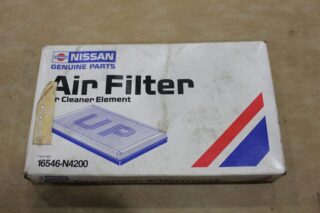 NISSAN
GENUINE PARTS
Air Filter
r Cleaner Element
UP
16546-N4200